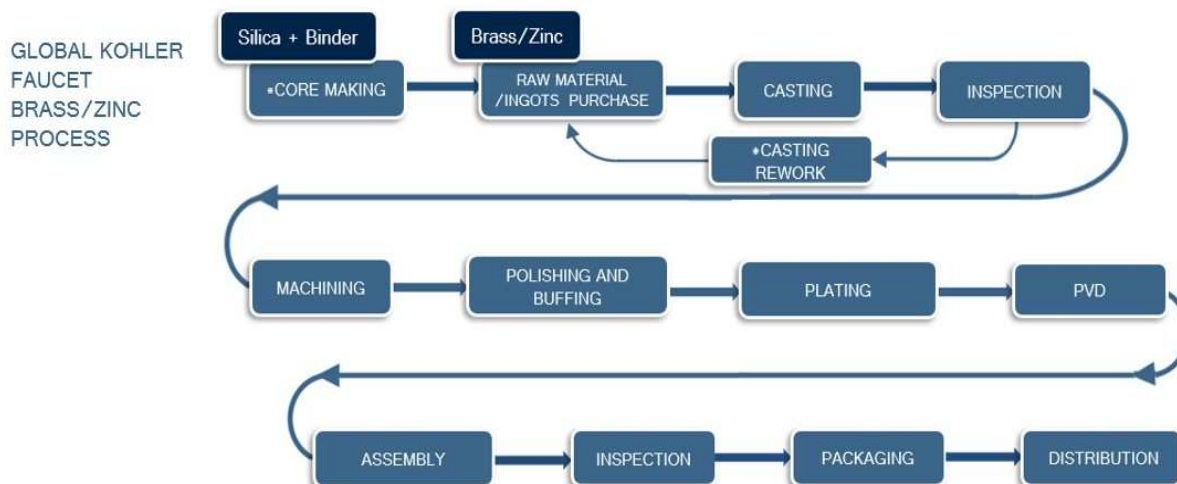 GLOBAL KOHLER
FAUCET
BRASS/ZINC
PROCESS
Silica + Binder
*CORE MAKING
Brass/Zinc
RAW MATERIAL
/INGOTS PURCHASE
CASTING
INSPECTION
*CASTING
REWORK
MACHINING
POLISHING AND
BUFFING
PLATING
PVD
ASSEMBLY
INSPECTION
PACKAGING
DISTRIBUTION